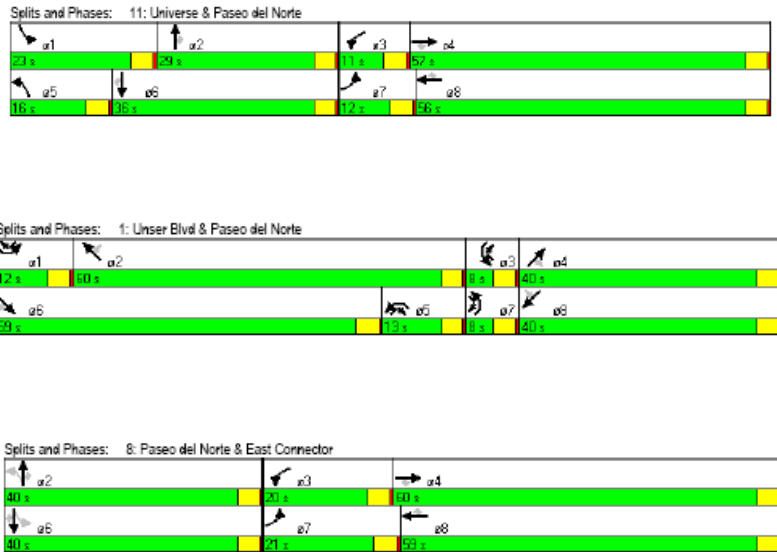 Splits and Phases: 11: Universe & Paseo del Norte
ø1 ø2 ø3 ø4
23 s 29 s 11 s 57 s
ø5 ø6 ø7 ø8
16 s 36 s 12 s 56 s
Splits and Phases: 1: Unser Blvd & Paseo del Norte
ø1 ø2 ø3 ø4
12 s 60 s 8 s 40 s
ø6 ø5 ø7 ø8
59 s 13 s 8 s 40 s
Splits and Phases: 8: Paseo del Norte & East Connector
ø2 ø3 ø4
40 s 20 s 60 s
ø6 ø7 ø8
40 s 21 s 59 s